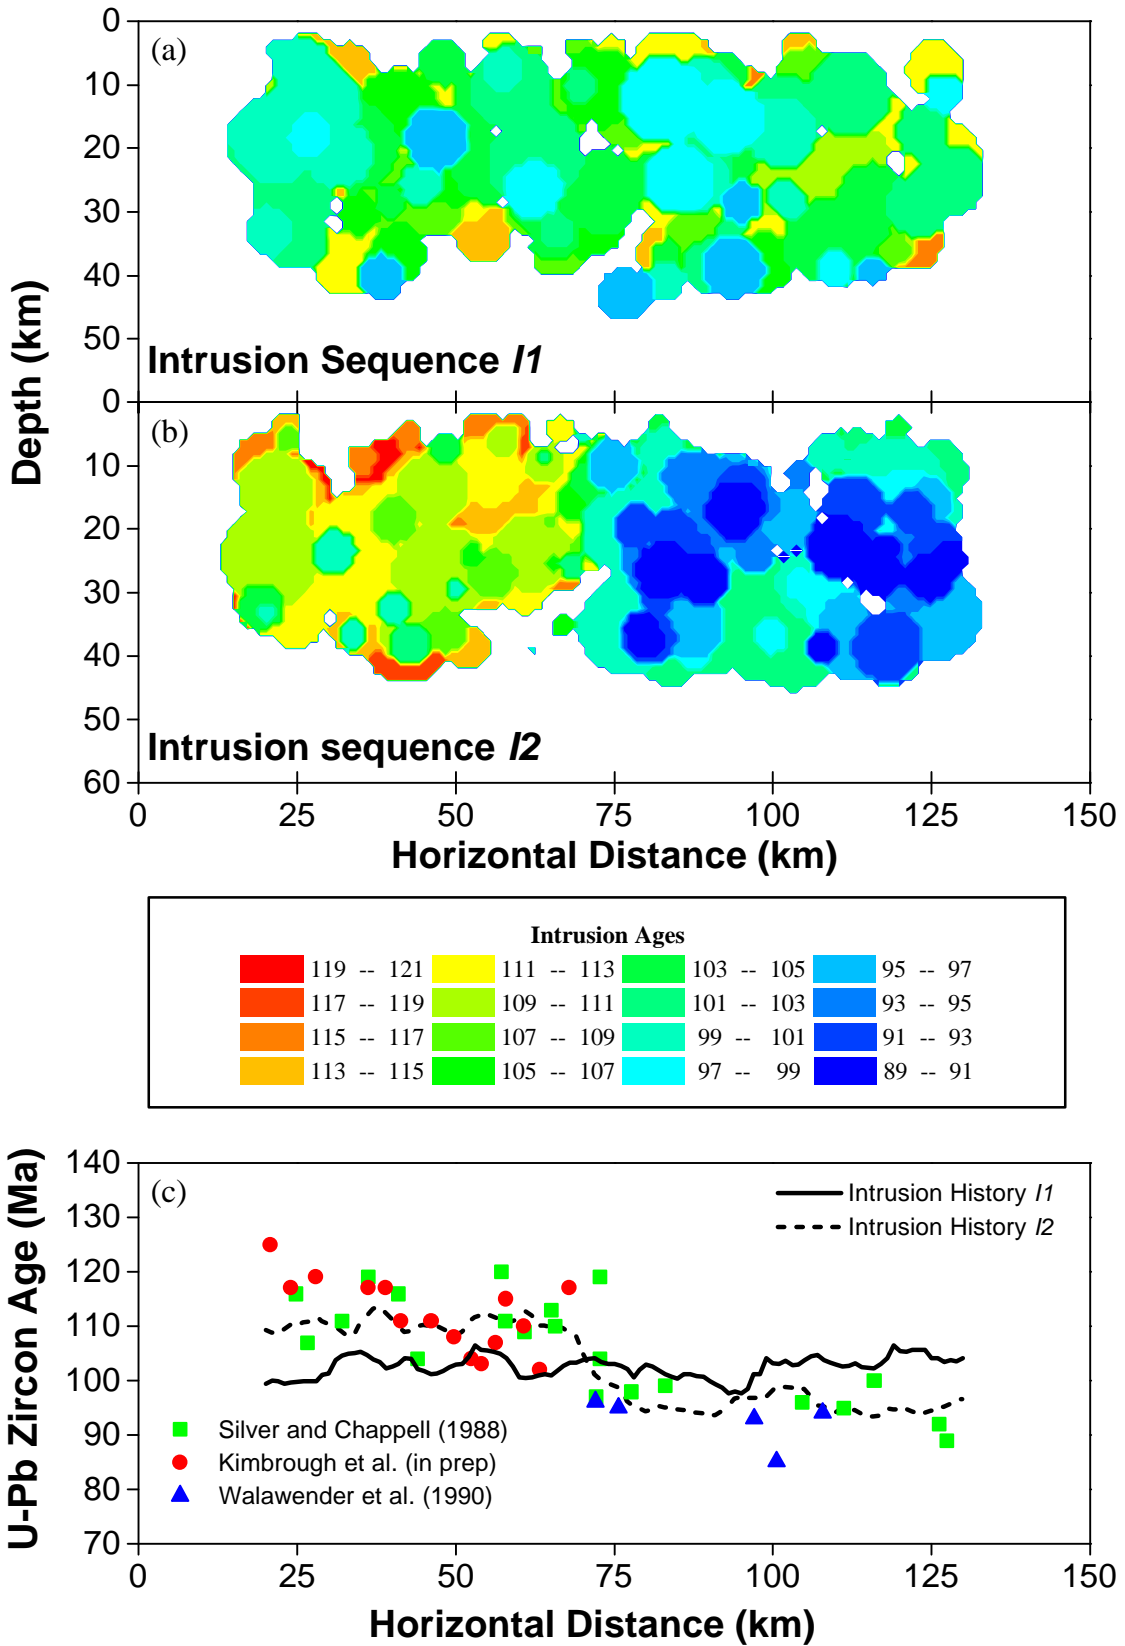 0
(a)
10
20
30
40
50
Intrusion Sequence I1
Depth (km)
0
(b)
10
20
30
40
50
Intrusion sequence I2
60
0 25 50 75 100 125 150
Horizontal Distance (km)
Intrusion Ages
119 -- 121 111 -- 113 103 -- 105 95 -- 97
117 -- 119 109 -- 111 101 -- 103 93 -- 95
115 -- 117 107 -- 109 99 -- 101 91 -- 93
113 -- 115 105 -- 107 97 -- 99 89 -- 91
U-Pb Zircon Age (Ma)
140
(c)
Intrusion History I1
130
Intrusion History I2
120
110
100
90
Silver and Chappell (1988)
Kimbrough et al. (in prep)
80
Walawender et al. (1990)
70
0 25 50 75 100 125 150
Horizontal Distance (km)